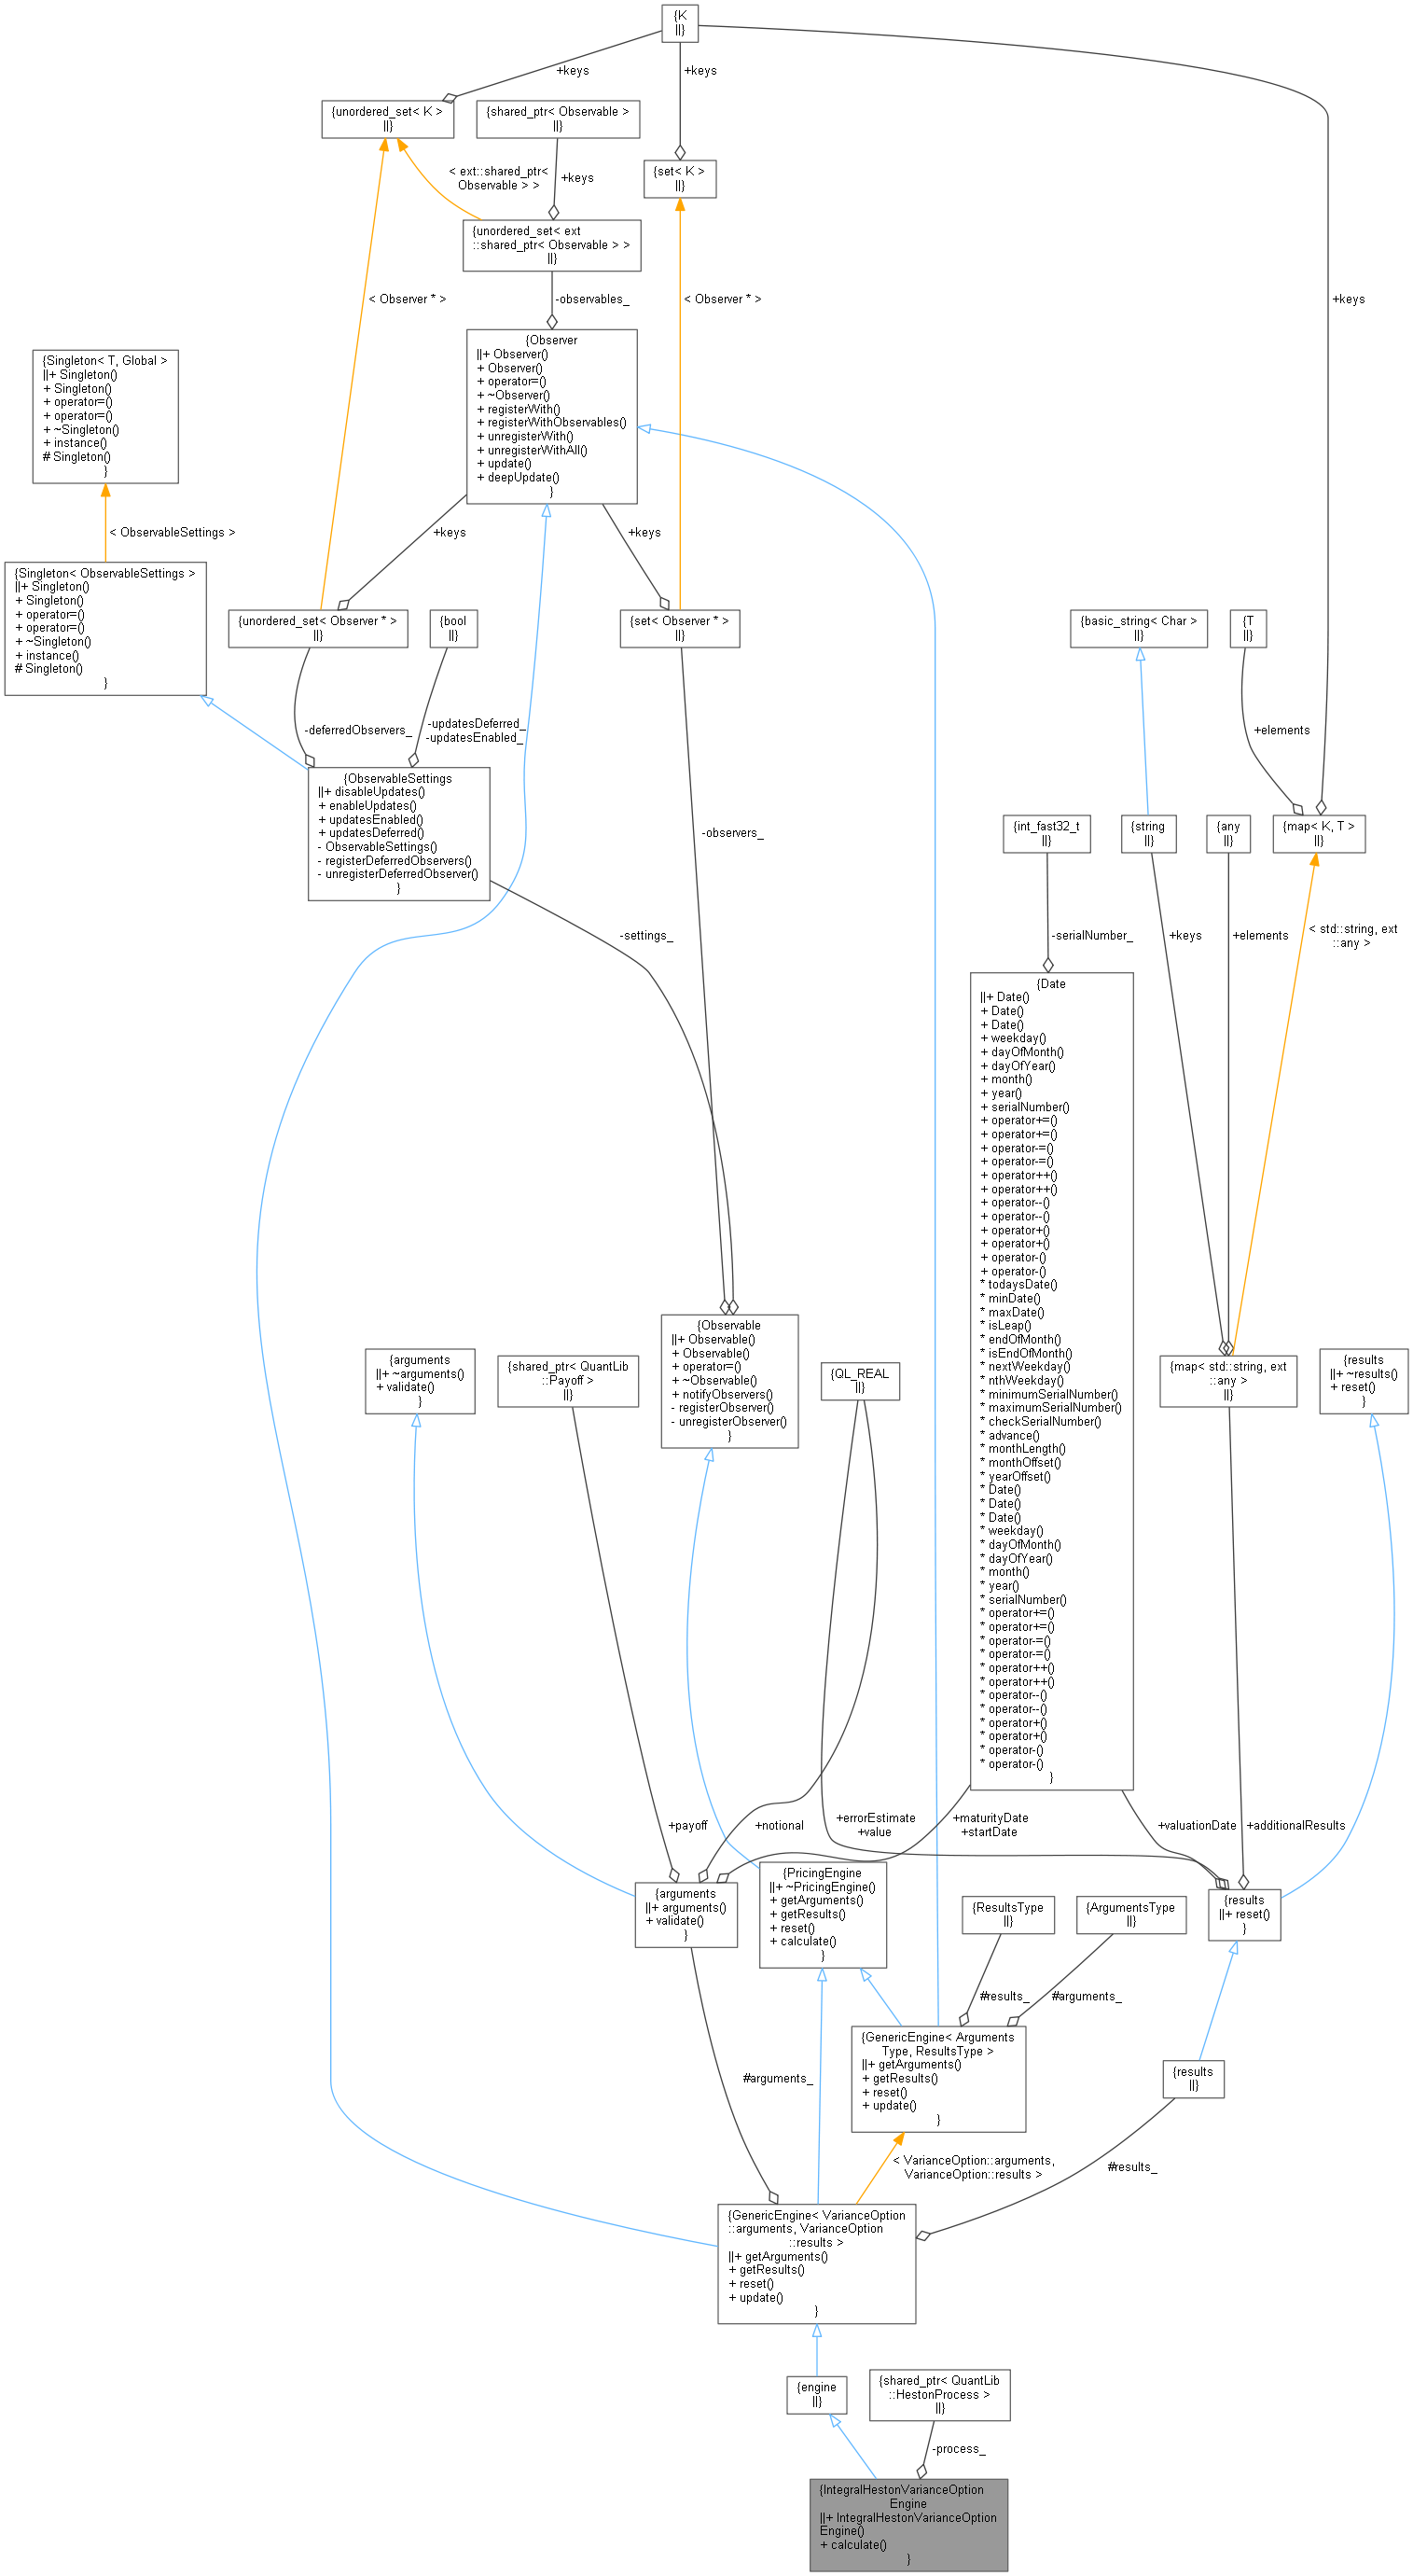 {K
||}
+keys
+keys
{unordered_set< K >
||}
{shared_ptr< Observable >
||}
< ext::shared_ptr<
Observable > >
+keys
{set< K >
||}
{unordered_set< ext
::shared_ptr< Observable > >
||}
< Observer * >
-observables_
< Observer * >
+keys
{Observer
||+ Observer()
+ Observer()
+ operator=()
+ ~Observer()
+ registerWith()
+ registerWithObservables()
+ unregisterWith()
+ unregisterWithAll()
+ update()
+ deepUpdate()
}
{Singleton< T, Global >
||+ Singleton()
+ Singleton()
+ operator=()
+ operator=()
+ ~Singleton()
+ instance()
# Singleton()
}
< ObservableSettings >
+keys
+keys
{Singleton< ObservableSettings >
||+ Singleton()
+ Singleton()
+ operator=()
+ operator=()
+ ~Singleton()
+ instance()
# Singleton()
}
{unordered_set< Observer * >
||}
{bool
||}
{set< Observer * >
||}
{basic_string< Char >
||}
{T
||}
-deferredObservers_
-updatesDeferred_
-updatesEnabled_
+elements
{ObservableSettings
||+ disableUpdates()
+ enableUpdates()
+ updatesEnabled()
+ updatesDeferred()
- ObservableSettings()
- registerDeferredObservers()
- unregisterDeferredObserver()
}
-observers_
{int_fast32_t
||}
{string
||}
{any
||}
{map< K, T >
||}
-settings_
-serialNumber_
+keys
+elements
< std::string, ext
::any >
{Date
||+ Date()
+ Date()
+ Date()
+ weekday()
+ dayOfMonth()
+ dayOfYear()
+ month()
+ year()
+ serialNumber()
+ operator+=()
+ operator+=()
+ operator-=()
+ operator-=()
+ operator++()
+ operator++()
+ operator--()
+ operator--()
+ operator+()
+ operator+()
+ operator-()
+ operator-()
* todaysDate()
* minDate()
* maxDate()
* isLeap()
* endOfMonth()
* isEndOfMonth()
* nextWeekday()
* nthWeekday()
* minimumSerialNumber()
* maximumSerialNumber()
* checkSerialNumber()
* advance()
* monthLength()
* monthOffset()
* yearOffset()
* Date()
* Date()
* Date()
* weekday()
* dayOfMonth()
* dayOfYear()
* month()
* year()
* serialNumber()
* operator+=()
* operator+=()
* operator-=()
* operator-=()
* operator++()
* operator++()
* operator--()
* operator--()
* operator+()
* operator+()
* operator-()
* operator-()
}
{arguments
||+ ~arguments()
+ validate()
}
{shared_ptr< QuantLib
::Payoff >
||}
{Observable
||+ Observable()
+ Observable()
+ operator=()
+ ~Observable()
+ notifyObservers()
- registerObserver()
- unregisterObserver()
}
{QL_REAL
||}
{map< std::string, ext
::any >
||}
{results
||+ ~results()
+ reset()
}
+payoff
+notional
+errorEstimate
+value
+maturityDate
+startDate
+valuationDate
+additionalResults
{arguments
||+ arguments()
+ validate()
}
{PricingEngine
||+ ~PricingEngine()
+ getArguments()
+ getResults()
+ reset()
+ calculate()
}
{ResultsType
||}
{ArgumentsType
||}
{results
||+ reset()
}
#results_
#arguments_
#arguments_
{GenericEngine< Arguments
Type, ResultsType >
||+ getArguments()
+ getResults()
+ reset()
+ update()
}
{results
||}
< VarianceOption::arguments,
VarianceOption::results >
#results_
{GenericEngine< VarianceOption
::arguments, VarianceOption
::results >
||+ getArguments()
+ getResults()
+ reset()
+ update()
}
{engine
||}
{shared_ptr< QuantLib
::HestonProcess >
||}
-process_
{IntegralHestonVarianceOption
Engine
||+ IntegralHestonVarianceOption
Engine()
+ calculate()
}